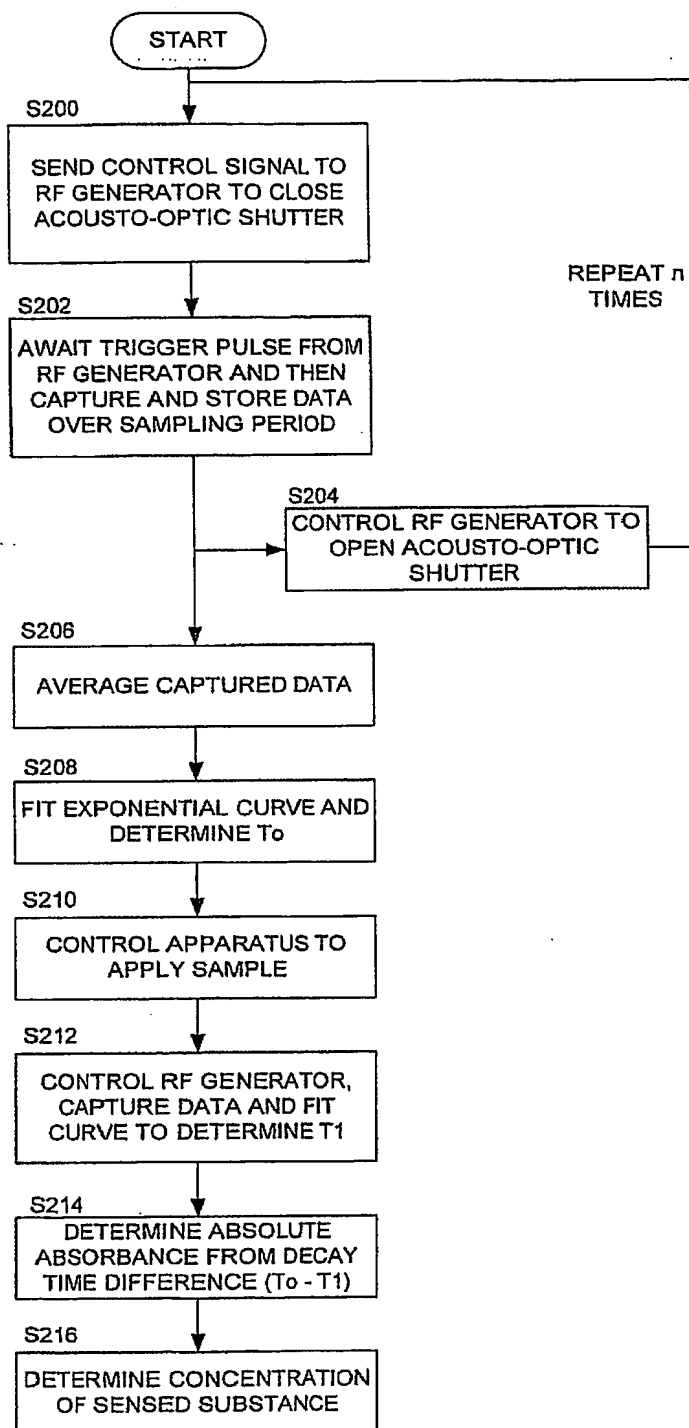 START
S200
SEND CONTROL SIGNAL TO
RF GENERATOR TO CLOSE
ACOUSTO-OPTIC SHUTTER
REPEAT n
TIMES
S202
AWAIT TRIGGER PULSE FROM
RF GENERATOR AND THEN
CAPTURE AND STORE DATA
OVER SAMPLING PERIOD
S204
CONTROL RF GENERATOR TO
OPEN ACOUSTO-OPTIC
SHUTTER
S206
AVERAGE CAPTURED DATA
S208
FIT EXPONENTIAL CURVE AND
DETERMINE To
S210
CONTROL APPARATUS TO
APPLY SAMPLE
S212
CONTROL RF GENERATOR,
CAPTURE DATA AND FIT
CURVE TO DETERMINE T1
S214
DETERMINE ABSOLUTE
ABSORBANCE FROM DECAY
TIME DIFFERENCE (To - T1)
S216
DETERMINE CONCENTRATION
OF SENSED SUBSTANCE